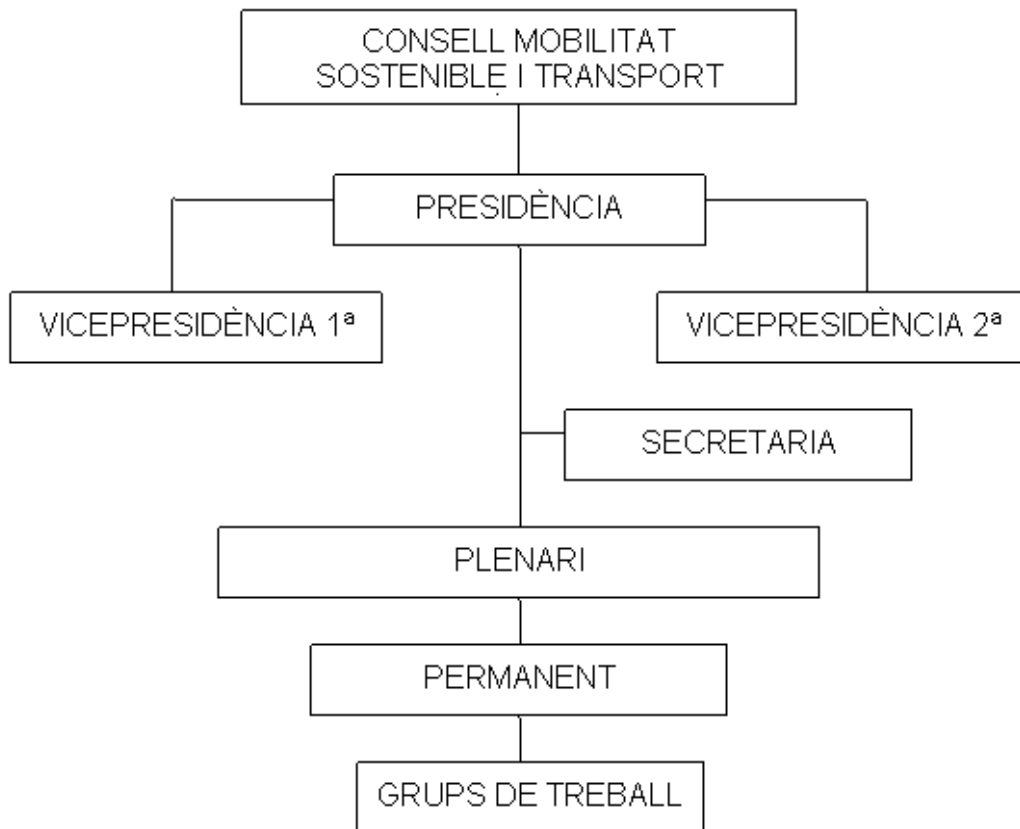 CONSELL MOBILITAT
SOSTENIBLE I TRANSPORT
PRESIDÈNCIA
VICEPRESIDÈNCIA 1ª
VICEPRESIDÈNCIA 2ª
SECRETARIA
PLENARI
PERMANENT
GRUPS DE TREBALL